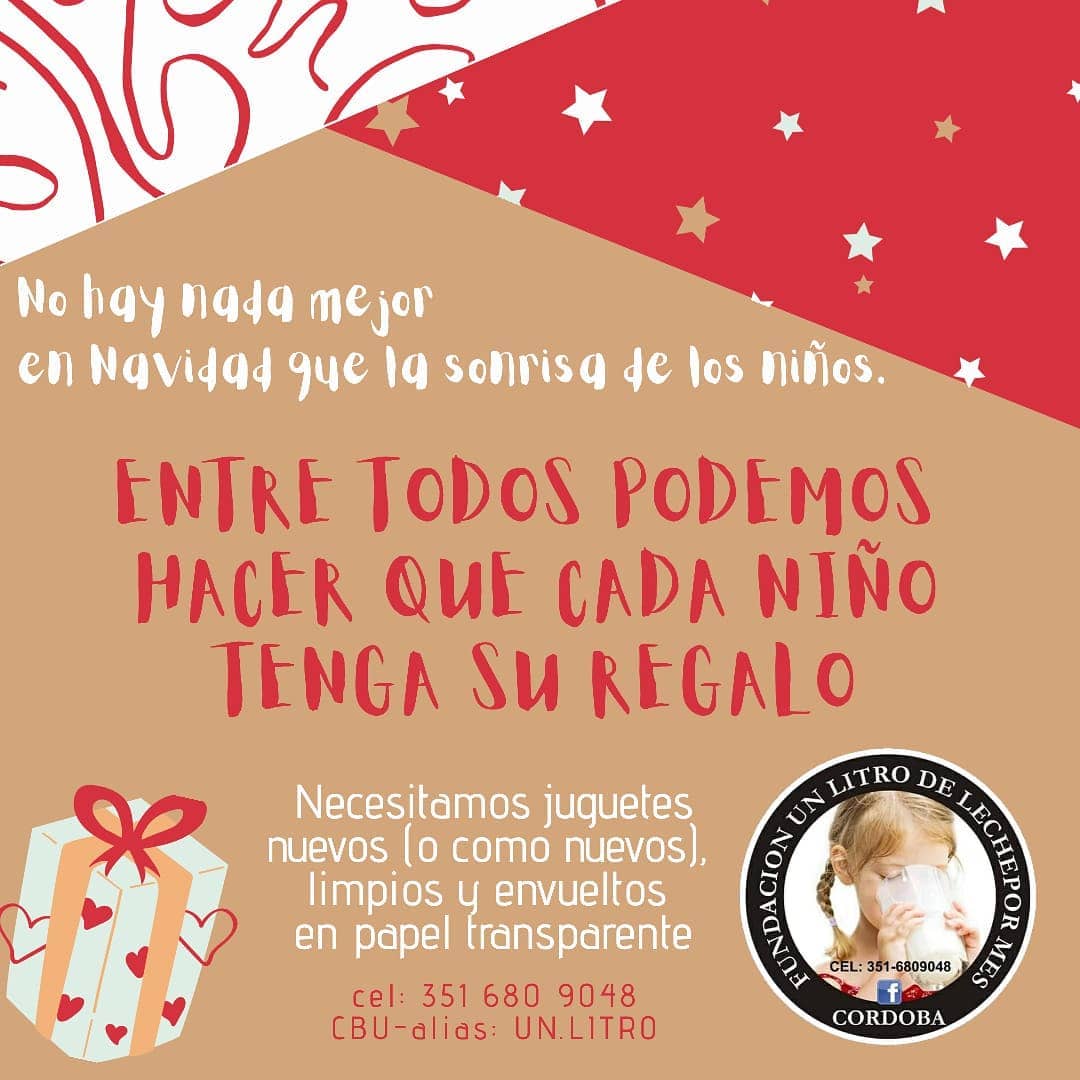 No hay nada mejor
en Navidad que la sonrisa de los niños.
ENTRE TODOS PODEMOS
HACER QUE CADA NIÑO
TENGA SU REGALO
Necesitamos juguetes
nuevos (o como nuevos),
limpios y envueltos
en papel transparente
cel: 351 680 9048
CBU-alias: UN.LITRO
FUNDACION UN LITRO DE LECHEPOR MES
CEL: 351-6809048
f
CORDOBA